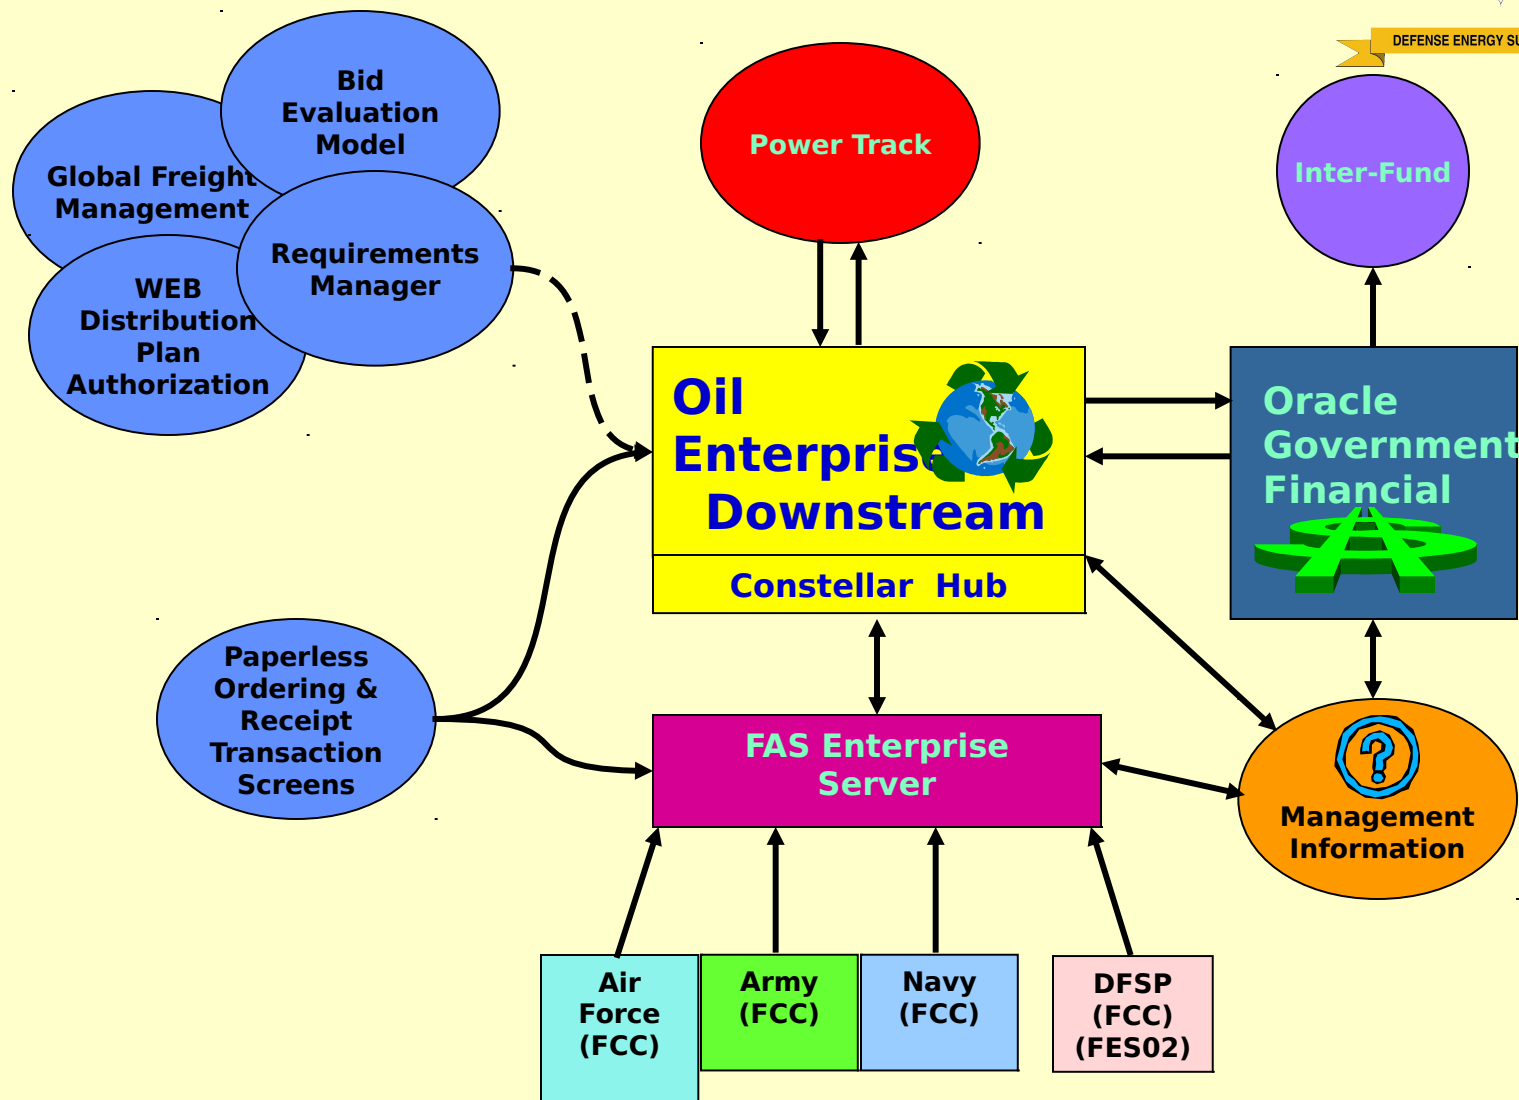 DEFENSE ENERGY SU
Bid
Evaluation
Model
Global Freight
Management
Requirements
Manager
WEB
Distribution
Plan
Authorization
Power Track
Inter-Fund
Oil
Enterprise
Downstream
Constellar Hub
Oracle
Government
Financial
Paperless
Ordering &
Receipt
Transaction
Screens
FAS Enterprise
Server
?
Management
Information
Air
Force
(FCC)
Army
(FCC)
Navy
(FCC)
DFSP
(FCC)
(FES02)